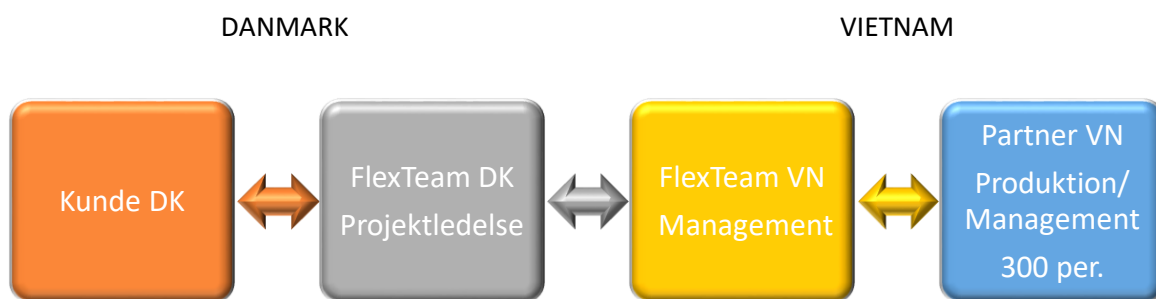 DANMARK
VIETNAM
Kunde DK
FlexTeam DK
Projektledelse
FlexTeam VN
Management
Partner VN
Produktion/
Management
300 per.